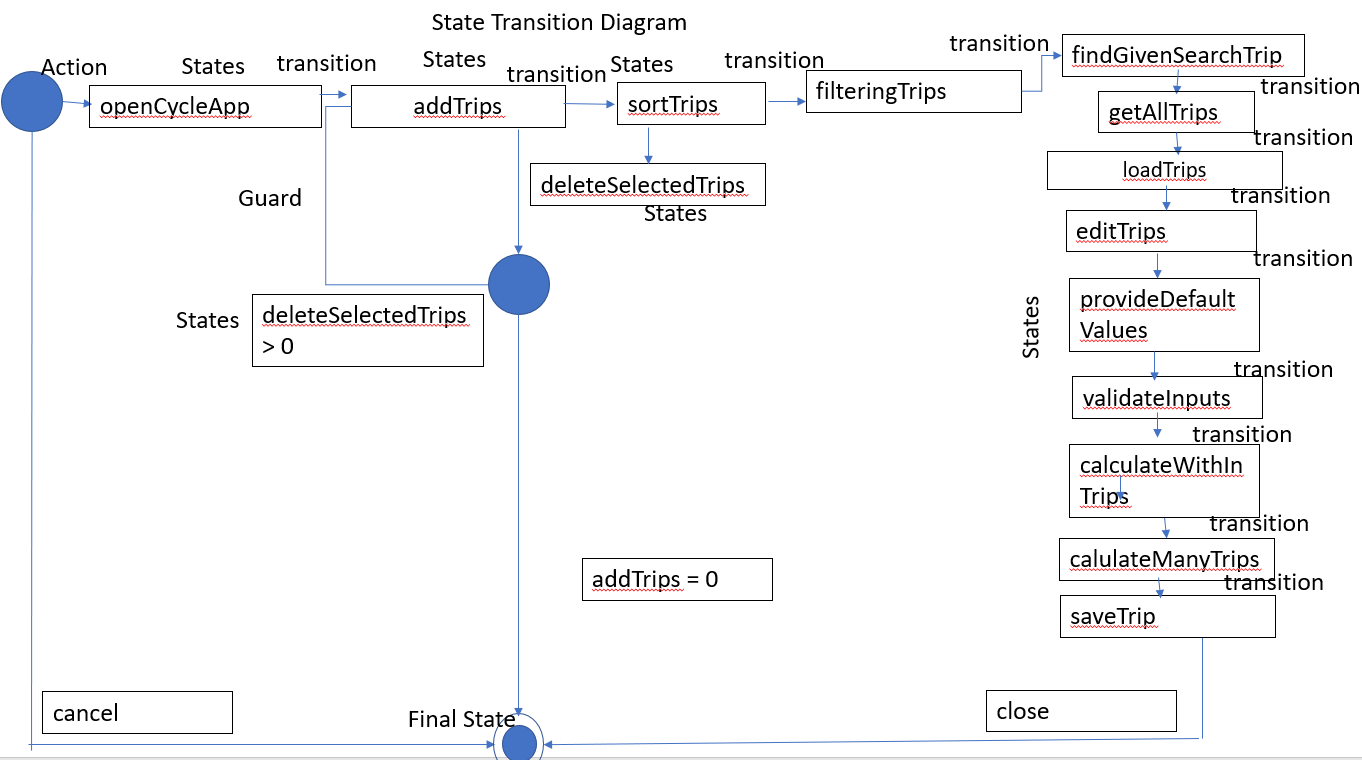 State Transition Diagram
Action
States
transition
States
transition
States
transition
transition
openCycleApp
addTrips
sortTrips
filteringTrips
findGivenSearchTrip
transition
getAllTrips
transition
loadTrips
transition
deleteSelectedTrips
States
Guard
editTrips
transition
States
deleteSelectedTrips
> 0
States
provideDefault
Values
transition
validateInputs
transition
calculateWithIn
Trips
transition
calulateManyTrips
transition
addTrips = 0
saveTrip
cancel
Final State
close